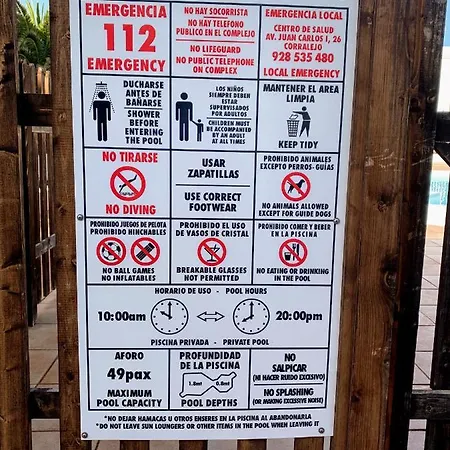 EMERGENCIA
112
EMERGENCY
NO HAY SOCORRISTA
NO HAY TELEFONO
PUBLICO EN EL COMPLEJO
NO LIFEGUARD
NO PUBLIC TELEPHONE
ON COMPLEX
EMERGENCIA LOCAL
CENTRO DE SALUD
AV. JUAN CARLOS I, 26
CORRALEJO
928 535 480
LOCAL EMERGENCY
DUCHARSE
ANTES DE
BAÑARSE
SHOWER
BEFORE
ENTERING
THE POOL
LOS NIÑOS
SIEMPRE DEBEN
ESTAR
SUPERVISADOS
POR ADULTOS
CHILDREN MUST
BE ACCOMPANIED
BY AN ADULT
AT ALL TIMES
MANTENER EL AREA
LIMPIA
KEEP TIDY
NO TIRARSE
NO DIVING
USAR
ZAPATILLAS
USE CORRECT
FOOTWEAR
PROHIBIDO ANIMALES
EXCEPTO PERROS-GUÍAS
NO ANIMALS ALLOWED
EXCEPT FOR GUIDE DOGS
PROHIBIDO JUEGOS DE PELOTA
PROHIBIDO HINCHABLES
NO BALL GAMES
NO INFLATABLES
PROHIBIDO EL USO
DE VASOS DE CRISTAL
BREAKABLE GLASSES
NOT PERMITTED
PROHIBIDO COMER Y BEBER
EN LA PISCINA
NO EATING OR DRINKING
IN THE POOL
HORARIO DE USO - POOL HOURS
10:00am
20:00pm
PISCINA PRIVADA - PRIVATE POOL
AFORO
49pax
MAXIMUM
POOL CAPACITY
PROFUNDIDAD
DE LA PISCINA
1.8mt
0.8mt
POOL DEPTHS
NO
SALPICAR
(NI HACER RUIDO EXCESIVO)
NO SPLASHING
(OR MAKING EXCESSIVE NOISE)
*NO DEJAR HAMACAS U OTROS ENSERES EN LA PISCINA AL ABANDONARLA
*DO NOT LEAVE SUN LOUNGERS OR OTHER ITEMS IN THE POOL WHEN LEAVING IT